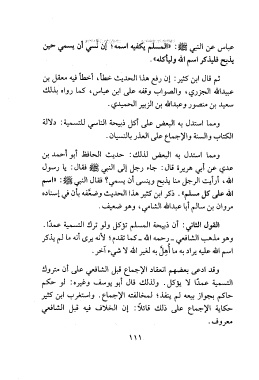 عباس عن النبي ﷺ: «المسلم يكفيه اسمه؛ إن نسي أن يسمي حين
يذبح فليذكر اسم الله وليأكله».
ثم قال ابن كثير: إن رفع هذا الحديث خطأ، أخطأ فيه معقل بن
عبيدالله الجزري، والصواب وقفه على ابن عباس، كما رواه بذلك
سعيد بن منصور وعبدالله بن الزبير الحميدي.
ومما استدل به البعض على أكل ذبيحة الناسي للتسمية: دلالة
الكتاب والسنة والإجماع على العذر بالنسيان.
ومما استدل به البعض لذلك: حديث الحافظ أبو أحمد بن
عدي عن أبي هريرة قال: جاء رجل إلى النبي ﷺ فقال: يا رسول
الله، أرأيت الرجل منا يذبح وينسى أن يسمي؟ فقال النبي ﷺ: «اسم
الله على كل مسلم». ذكر ابن كثير هذا الحديث وضعّفه بأن في إسناده
مروان بن سالم أبا عبدالله الشامي، وهو ضعيف.
القول الثاني: أن ذبيحة المسلم تؤكل ولو ترك التسمية عمدًا.
وهو مذهب الشافعي ـ رحمه الله ـ كما تقدم؛ لأنه يرى أنه ما لم يذكر
اسم الله عليه يراد به ما أُهِلَّ به لغير الله لا شيء آخر.
وقد ادعى بعضهم انعقاد الإجماع قبل الشافعي على أن متروك
التسمية عمدًا لا يؤكل. ولذلك قال أبو يوسف وغيره: لو حكم
حاكم بجواز بيعه لم ينفذ؛ لمخالفته الإجماع. واستغرب ابن كثير
حكاية الإجماع على ذلك قائلاً: إن الخلاف فيه قبل الشافعي
معروف.
١١١